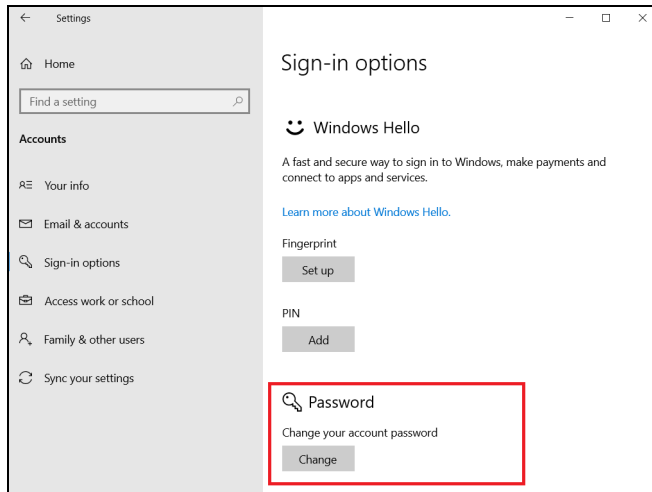 Settings
Home
Find a setting
Accounts
Your info
Email & accounts
Sign-in options
Access work or school
Family & other users
Sync your settings
Sign-in options
Windows Hello
A fast and secure way to sign in to Windows, make payments and
connect to apps and services.
Learn more about Windows Hello.
Fingerprint
Set up
PIN
Add
Password
Change your account password
Change